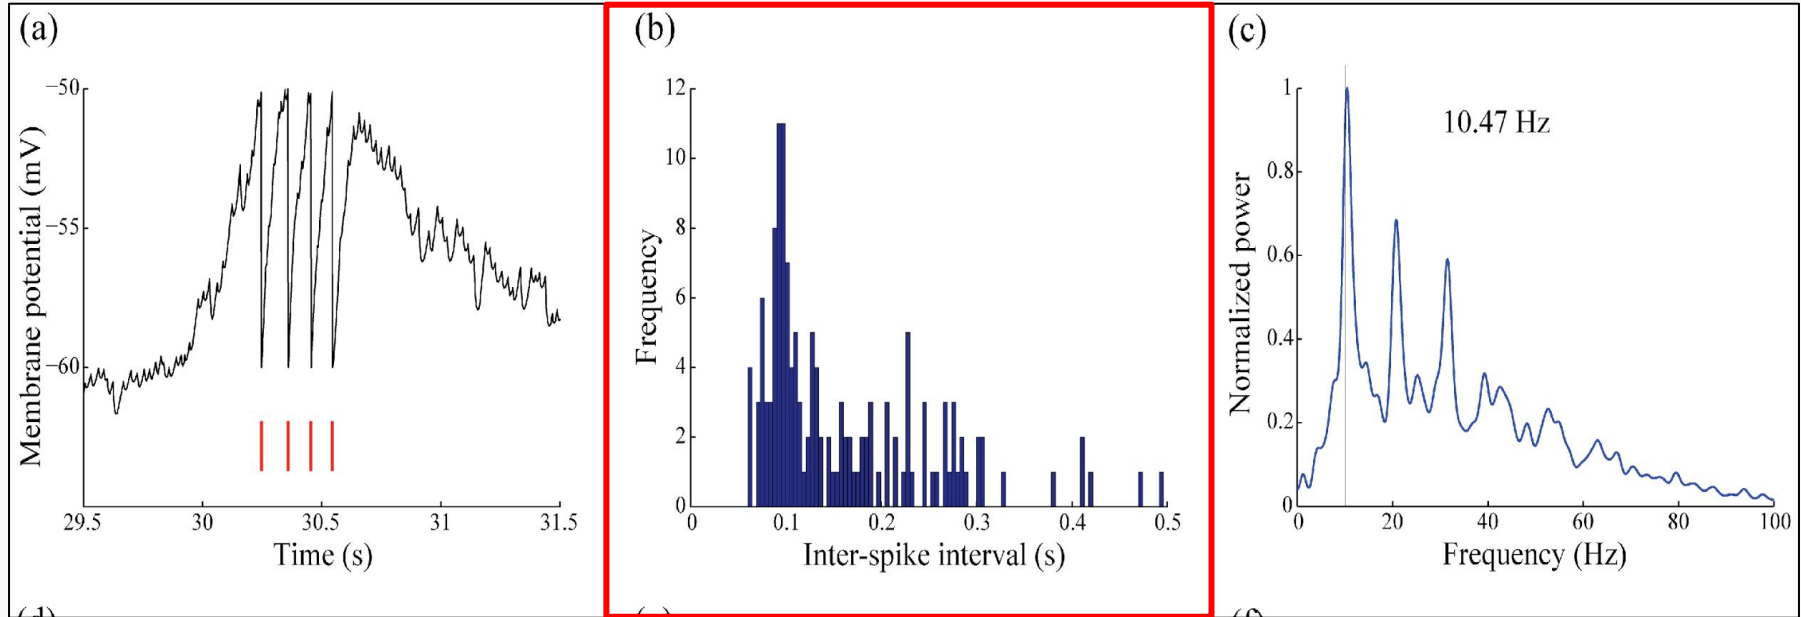 (a)
−50
−55
−60
Membrane potential (mV)
29.5 30 30.5 31 31.5
Time (s)
(b)
12
10
8
6
4
2
0
Frequency
0 0.1 0.2 0.3 0.4 0.5
Inter-spike interval (s)
(c)
10.47 Hz
1
0.8
0.6
0.4
0.2
0
Normalized power
0 20 40 60 80 100
Frequency (Hz)